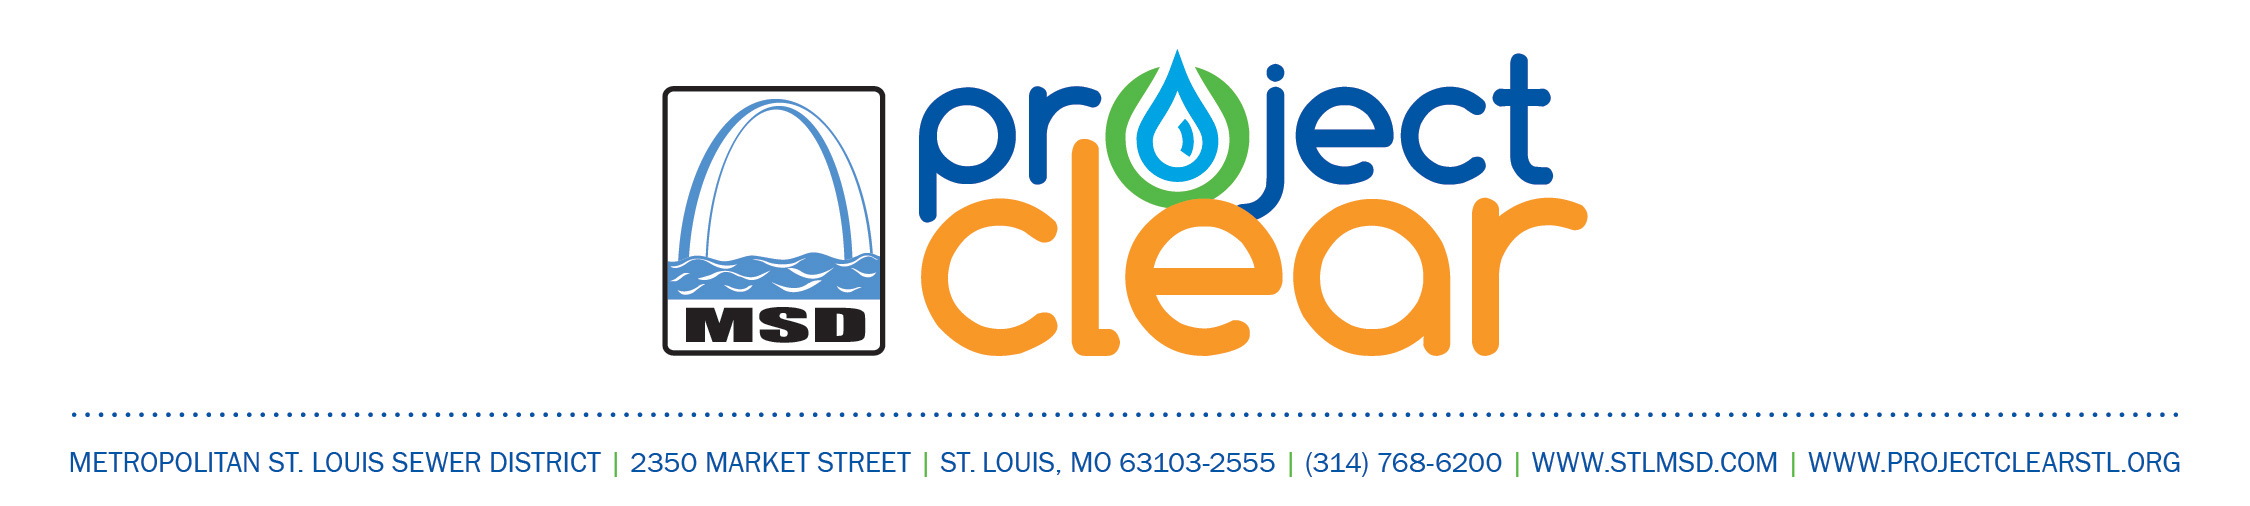 MSD
project
clear
METROPOLITAN ST. LOUIS SEWER DISTRICT | 2350 MARKET STREET | ST. LOUIS, MO 63103-2555 | (314) 768-6200 | WWW.STLMSD.COM | WWW.PROJECTCLEARSTL.ORG